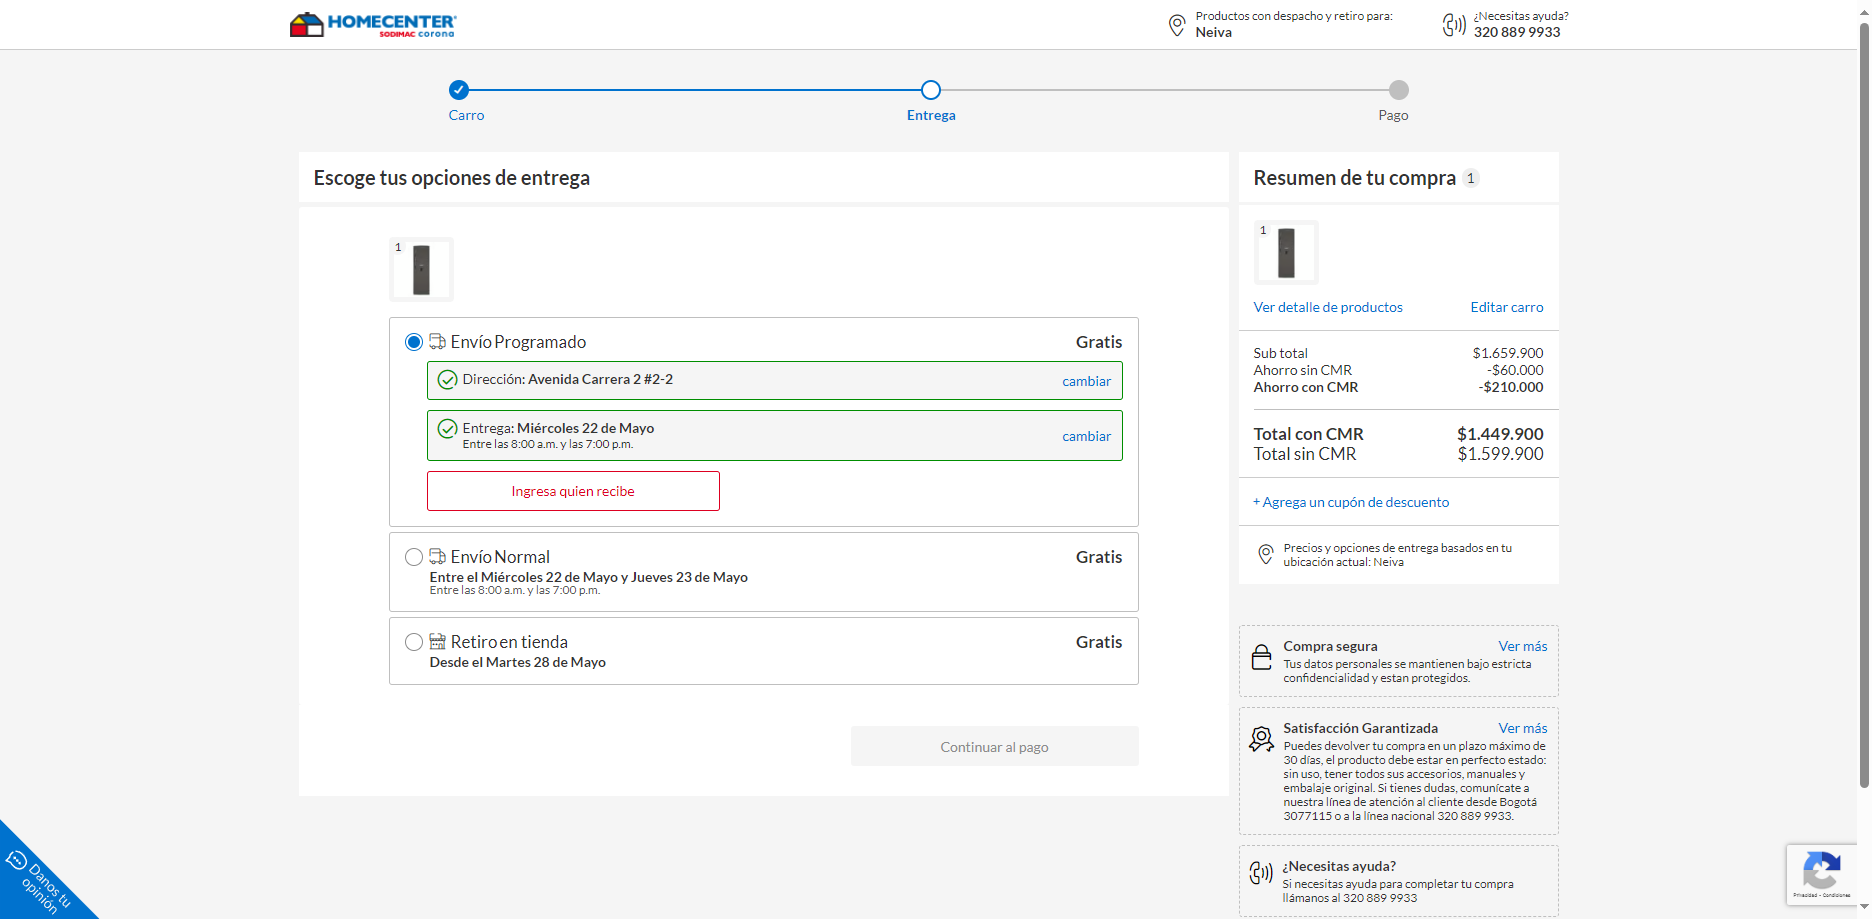 HOMECENTER
SODIMAC corona
Productos con despacho y retiro para:
Neiva
¿Necesitas ayuda?
320 889 9933
Carro
Entrega
Pago
Escoge tus opciones de entrega
1
Envío Programado
Gratis
Dirección: Avenida Carrera 2 #2-2
cambiar
Entrega: Miércoles 22 de Mayo
Entre las 8:00 a.m. y las 7:00 p.m.
cambiar
Ingresa quien recibe
Envío Normal
Gratis
Entre el Miércoles 22 de Mayo y Jueves 23 de Mayo
Entre las 8:00 a.m. y las 7:00 p.m.
Retiro en tienda
Gratis
Desde el Martes 28 de Mayo
Continuar al pago
Resumen de tu compra 1
1
Ver detalle de productos
Editar carro
Sub total $1.659.900
Ahorro sin CMR -$60.000
Ahorro con CMR -$210.000
Total con CMR $1.449.900
Total sin CMR $1.599.900
+ Agrega un cupón de descuento
Precios y opciones de entrega basados en tu
ubicación actual: Neiva
Compra segura
Ver más
Tus datos personales se mantienen bajo estricta
confidencialidad y estan protegidos.
Satisfacción Garantizada
Ver más
Puedes devolver tu compra en un plazo máximo de
30 días, el producto debe estar en perfecto estado:
sin uso, tener todos sus accesorios, manuales y
embalaje original. Si tienes dudas, comunícate a
nuestra línea de atención al cliente desde Bogotá
3077115 o a la línea nacional 320 889 9933.
¿Necesitas ayuda?
Si necesitas ayuda para completar tu compra
llámanos al 320 889 9933
Danos tu
opinión
Privacidad - Condiciones